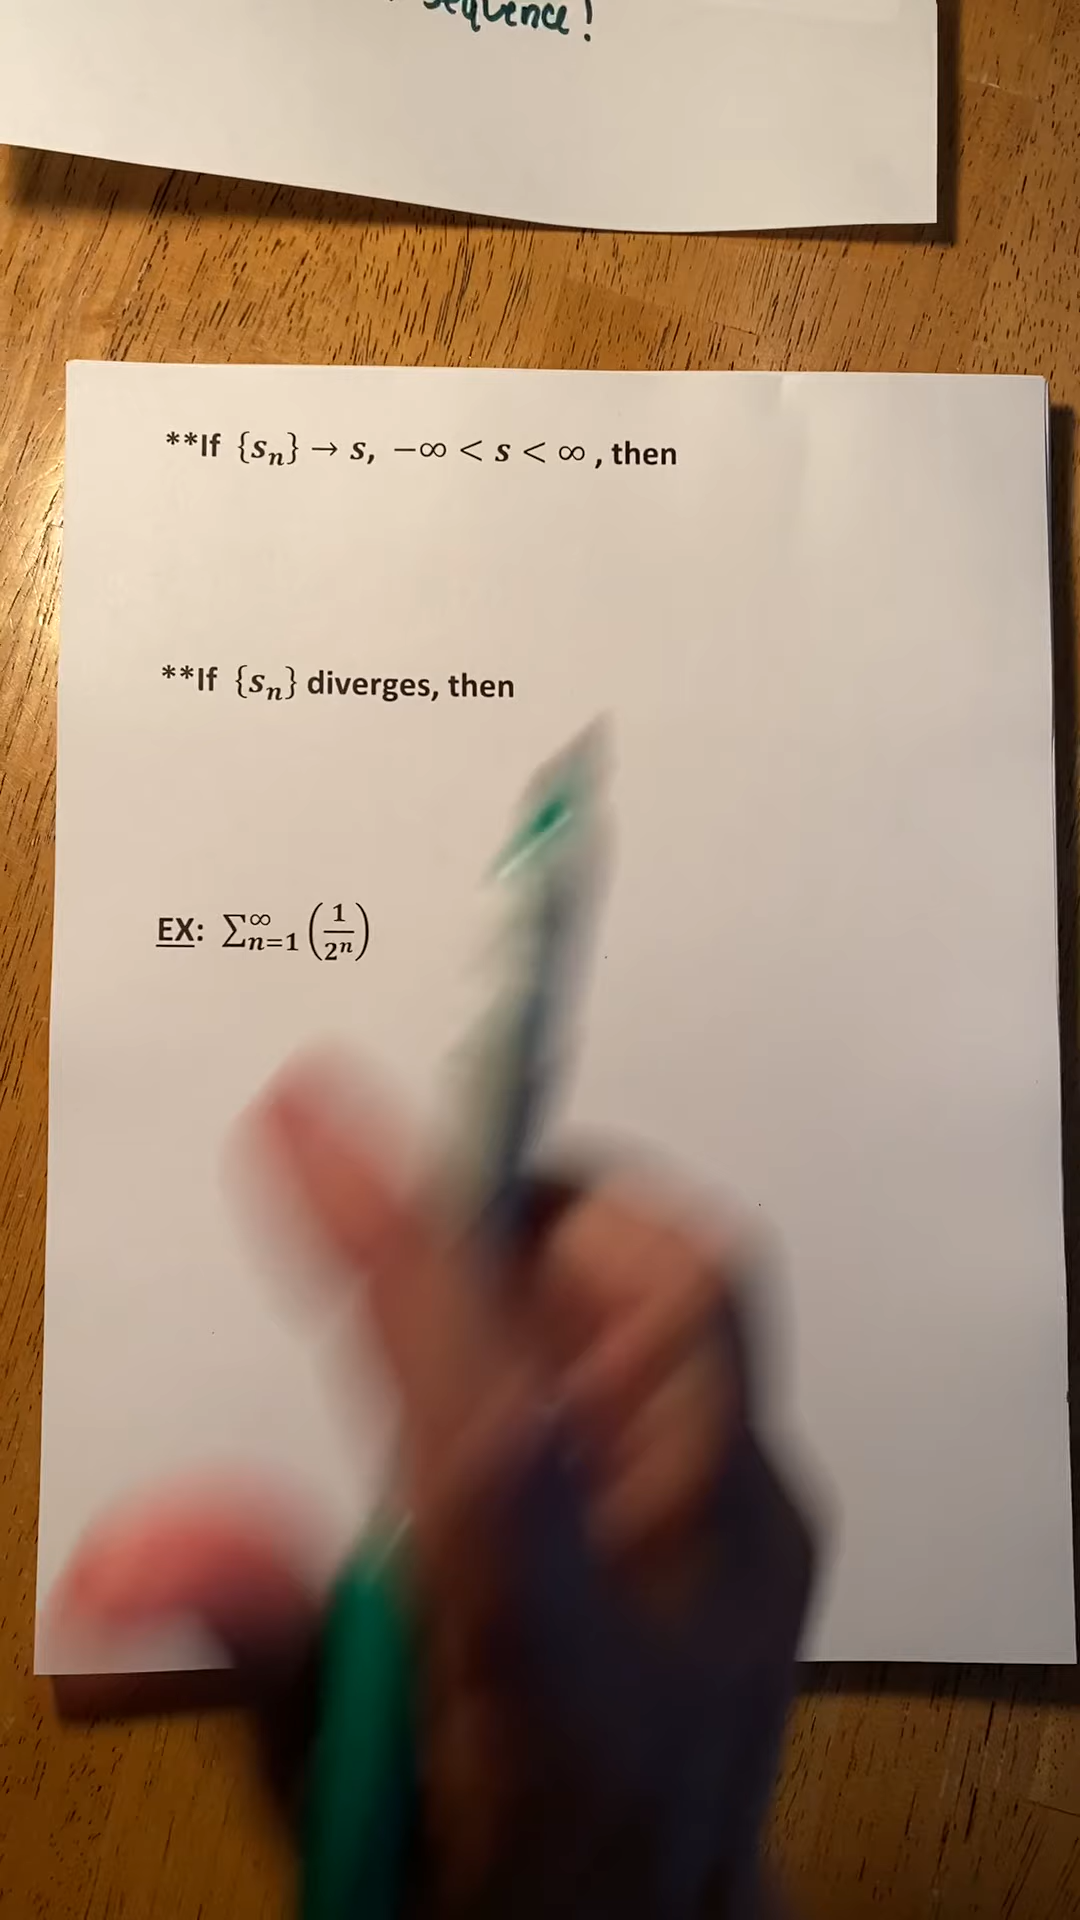 sequence!
**If {sₙ} → s, −∞ < s < ∞ , then
**If {sₙ} diverges, then
EX: ∑ₙ₌₁^∞ (1/2ⁿ)